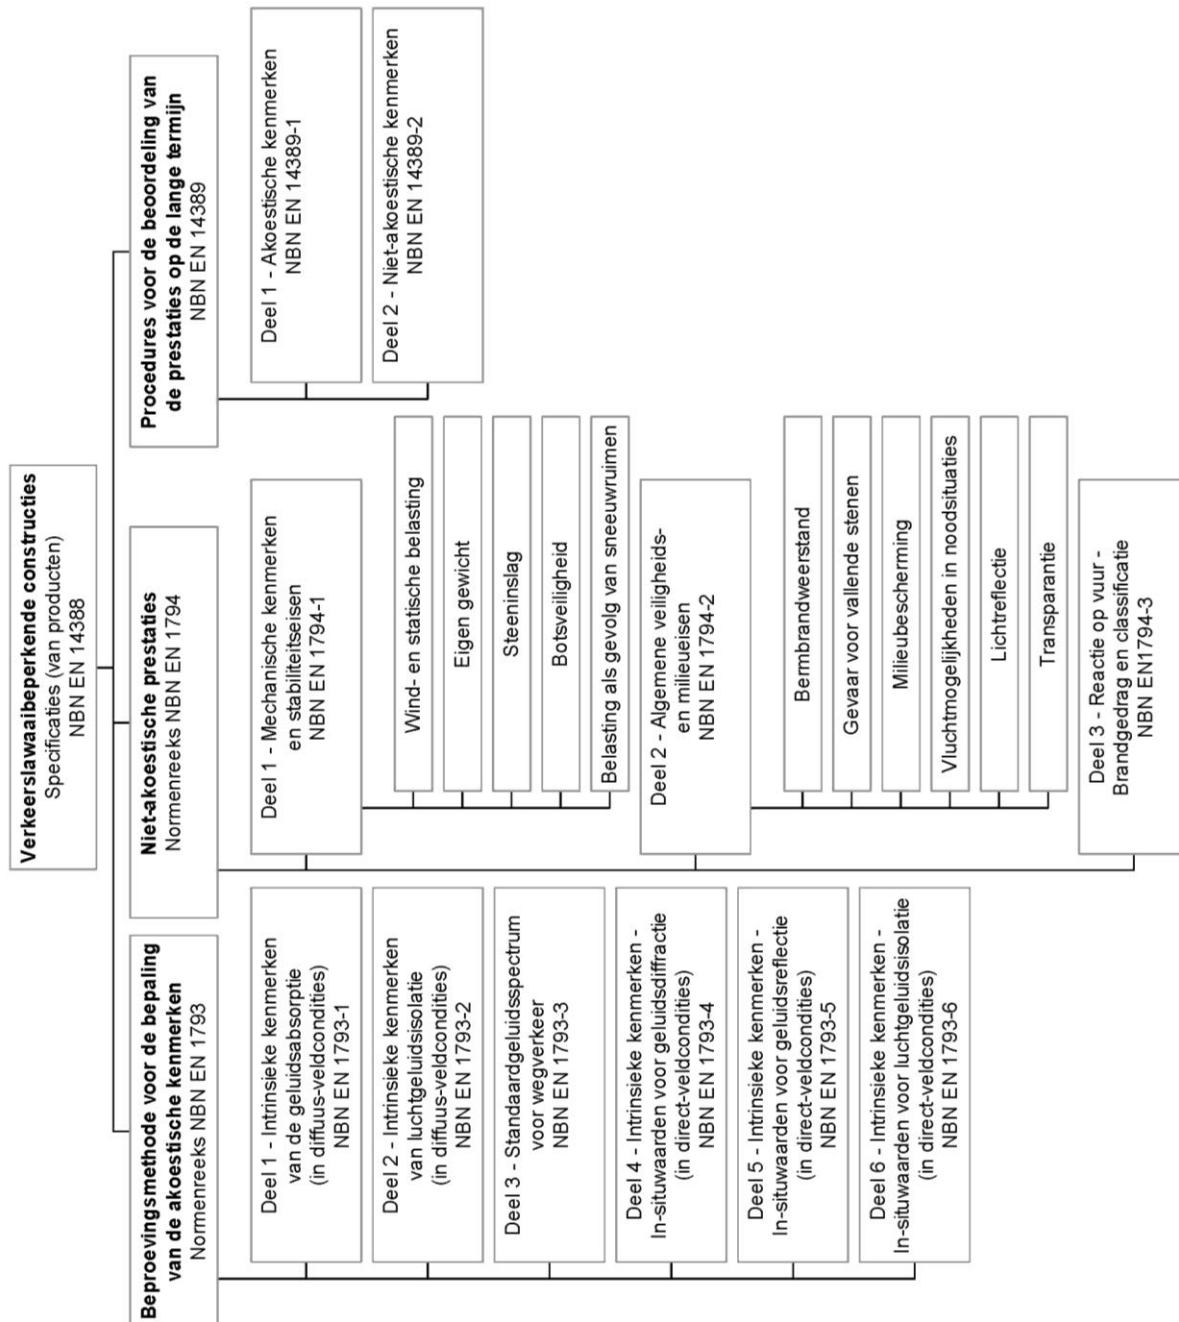 Verkeerslawaaibeperkende constructies
Specificaties (van producten)
NBN EN 14388
Beproevingsmethode voor de bepaling
van de akoestische kenmerken
Normenreeks NBN EN 1793
Deel 1 - Intrinsieke kenmerken
van de geluidsabsorptie
(in diffuus-veldcondities)
NBN EN 1793-1
Deel 2 - Intrinsieke kenmerken
van luchtgeluidsisolatie
(in diffuus-veldcondities)
NBN EN 1793-2
Deel 3 - Standaardgeluidsspectrum
voor wegverkeer
NBN EN 1793-3
Deel 4 - Intrinsieke kenmerken -
In-situwaarden voor geluidsdiffractie
(in direct-veldcondities)
NBN EN 1793-4
Deel 5 - Intrinsieke kenmerken -
In-situwaarden voor geluidsreflectie
(in direct-veldcondities)
NBN EN 1793-5
Deel 6 - Intrinsieke kenmerken -
In-situwaarden voor luchtgeluidsisolatie
(in direct-veldcondities)
NBN EN 1793-6
Niet-akoestische prestaties
Normenreeks NBN EN 1794
Deel 1 - Mechanische kenmerken
en stabiliteitseisen
NBN EN 1794-1
Wind- en statische belasting
Eigen gewicht
Steeninslag
Botsveiligheid
Belasting als gevolg van sneeuwruimen
Deel 2 - Algemene veiligheids-
en milieueisen
NBN EN 1794-2
Bermbrandweerstand
Gevaar voor vallende stenen
Milieubescherming
Vluchtmogelijkheden in noodsituaties
Lichtreflectie
Transparantie
Deel 3 - Reactie op vuur -
Brandgedrag en classificatie
NBN EN1794-3
Procedures voor de beoordeling van
de prestaties op de lange termijn
NBN EN 14389
Deel 1 - Akoestische kenmerken
NBN EN 14389-1
Deel 2 - Niet-akoestische kenmerken
NBN EN 14389-2